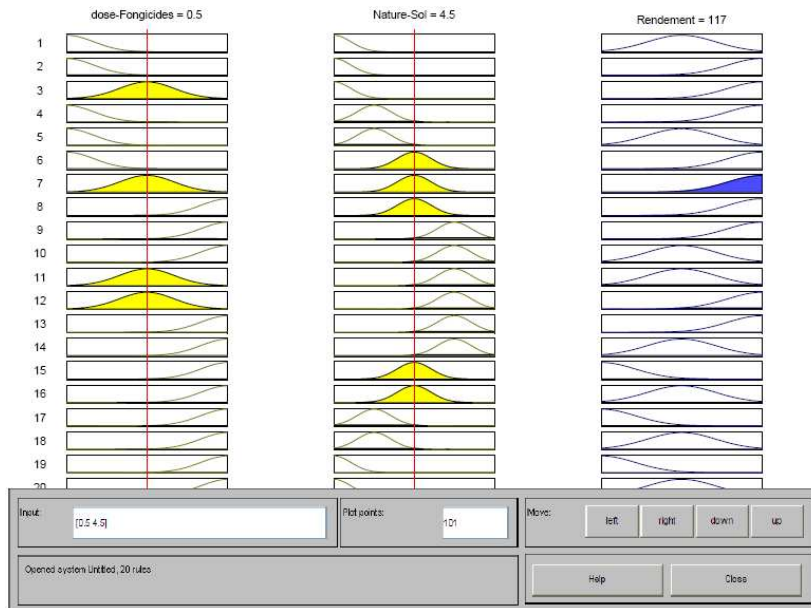 dose-Fongicides = 0.5
Nature-Sol = 4.5
Rendement = 117
1
2
3
4
5
6
7
8
9
10
11
12
13
14
15
16
17
18
19
20
Input:
[0.5 4.5]
Plot points:
101
Move:
left
right
down
up
Opened system Untitled, 20 rules
Help
Close